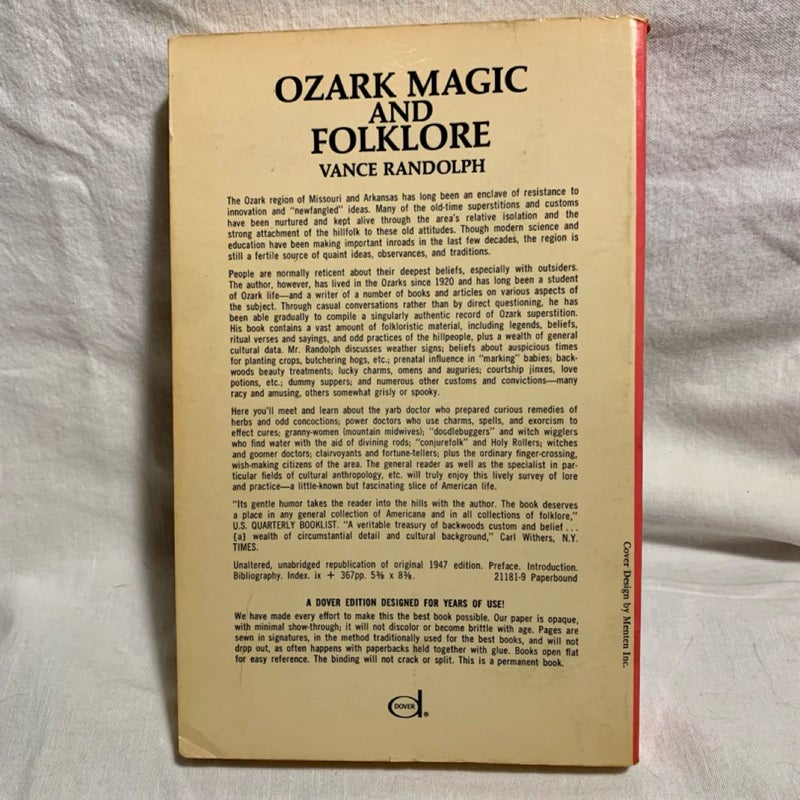 OZARK MAGIC
AND
FOLKLORE
VANCE RANDOLPH
The Ozark region of Missouri and Arkansas has long been an enclave of resistance to
innovation and "newfangled" ideas. Many of the old-time superstitions and customs
have been nurtured and kept alive through the area's relative isolation and the
strong attachment of the hillfolk to these old attitudes. Though modern science and
education have been making important inroads in the last few decades, the region is
still a fertile source of quaint ideas, observances, and traditions.
People are normally reticent about their deepest beliefs, especially with outsiders.
The author, however, has lived in the Ozarks since 1920 and has long been a student
of Ozark life—and a writer of a number of books and articles on various aspects of
the subject. Through casual conversations rather than by direct questioning, he has
been able gradually to compile a singularly authentic record of Ozark superstition.
His book contains a vast amount of folkloristic material, including legends, beliefs,
ritual verses and sayings, and odd practices of the hillpeople, plus a wealth of general
cultural data. Mr. Randolph discusses weather signs; beliefs about auspicious times
for planting crops, butchering hogs, etc.; prenatal influence in "marking" babies; back-
woods beauty treatments; lucky charms, omens and auguries; courtship jinxes, love
potions, etc.; dummy suppers; and numerous other customs and convictions—many
racy and amusing, others somewhat grisly or spooky.
Here you'll meet and learn about the yarb doctor who prepared curious remedies of
herbs and odd concoctions; power doctors who use charms, spells, and exorcism to
effect cures; granny-women (mountain midwives); "doodlebuggers" and witch wigglers
who find water with the aid of divining rods; "conjurefolk" and Holy Rollers; witches
and goomer doctors; clairvoyants and fortune-tellers; plus the ordinary finger-crossing,
wish-making citizens of the area. The general reader as well as the specialist in par-
ticular fields of cultural anthropology, etc. will truly enjoy this lively survey of lore
and practice—a little-known but fascinating slice of American life.
"Its gentle humor takes the reader into the hills with the author. The book deserves
a place in any general collection of Americana and in all collections of folklore,"
U.S. QUARTERLY BOOKLIST. "A veritable treasury of backwoods custom and belief . . .
[a] wealth of circumstantial detail and cultural background," Carl Withers, N.Y.
TIMES.
Unaltered, unabridged republication of original 1947 edition. Preface. Introduction.
Bibliography. Index. ix + 367pp. 5⅜ x 8⅜. 21181-9 Paperbound
A DOVER EDITION DESIGNED FOR YEARS OF USE!
We have made every effort to make this the best book possible. Our paper is opaque,
with minimal show-through; it will not discolor or become brittle with age. Pages are
sewn in signatures, in the method traditionally used for the best books, and will not
drop out, as often happens with paperbacks held together with glue. Books open flat
for easy reference. The binding will not crack or split. This is a permanent book.
DOVER
Cover Design by Menten Inc.